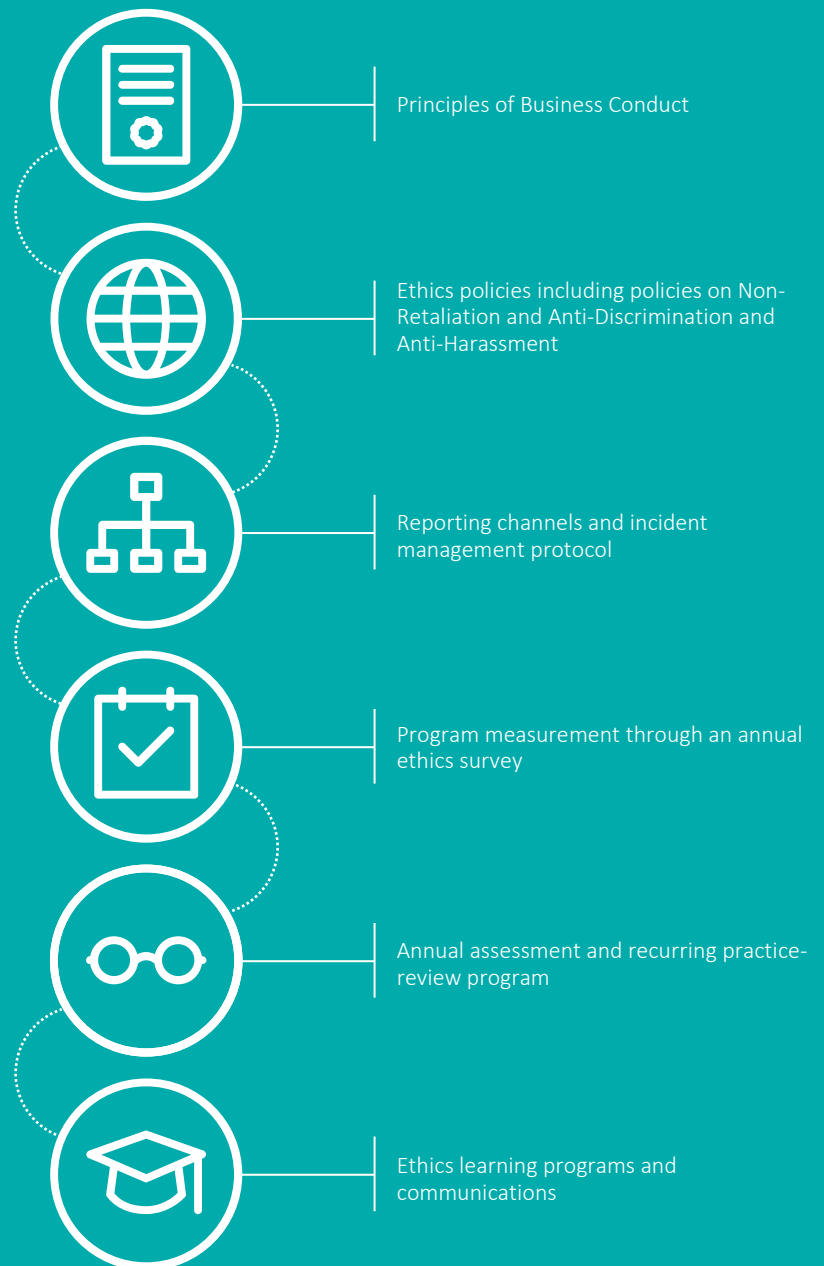 Principles of Business Conduct
Ethics policies including policies on Non-
Retaliation and Anti-Discrimination and
Anti-Harassment
Reporting channels and incident
management protocol
Program measurement through an annual
ethics survey
Annual assessment and recurring practice-
review program
Ethics learning programs and
communications